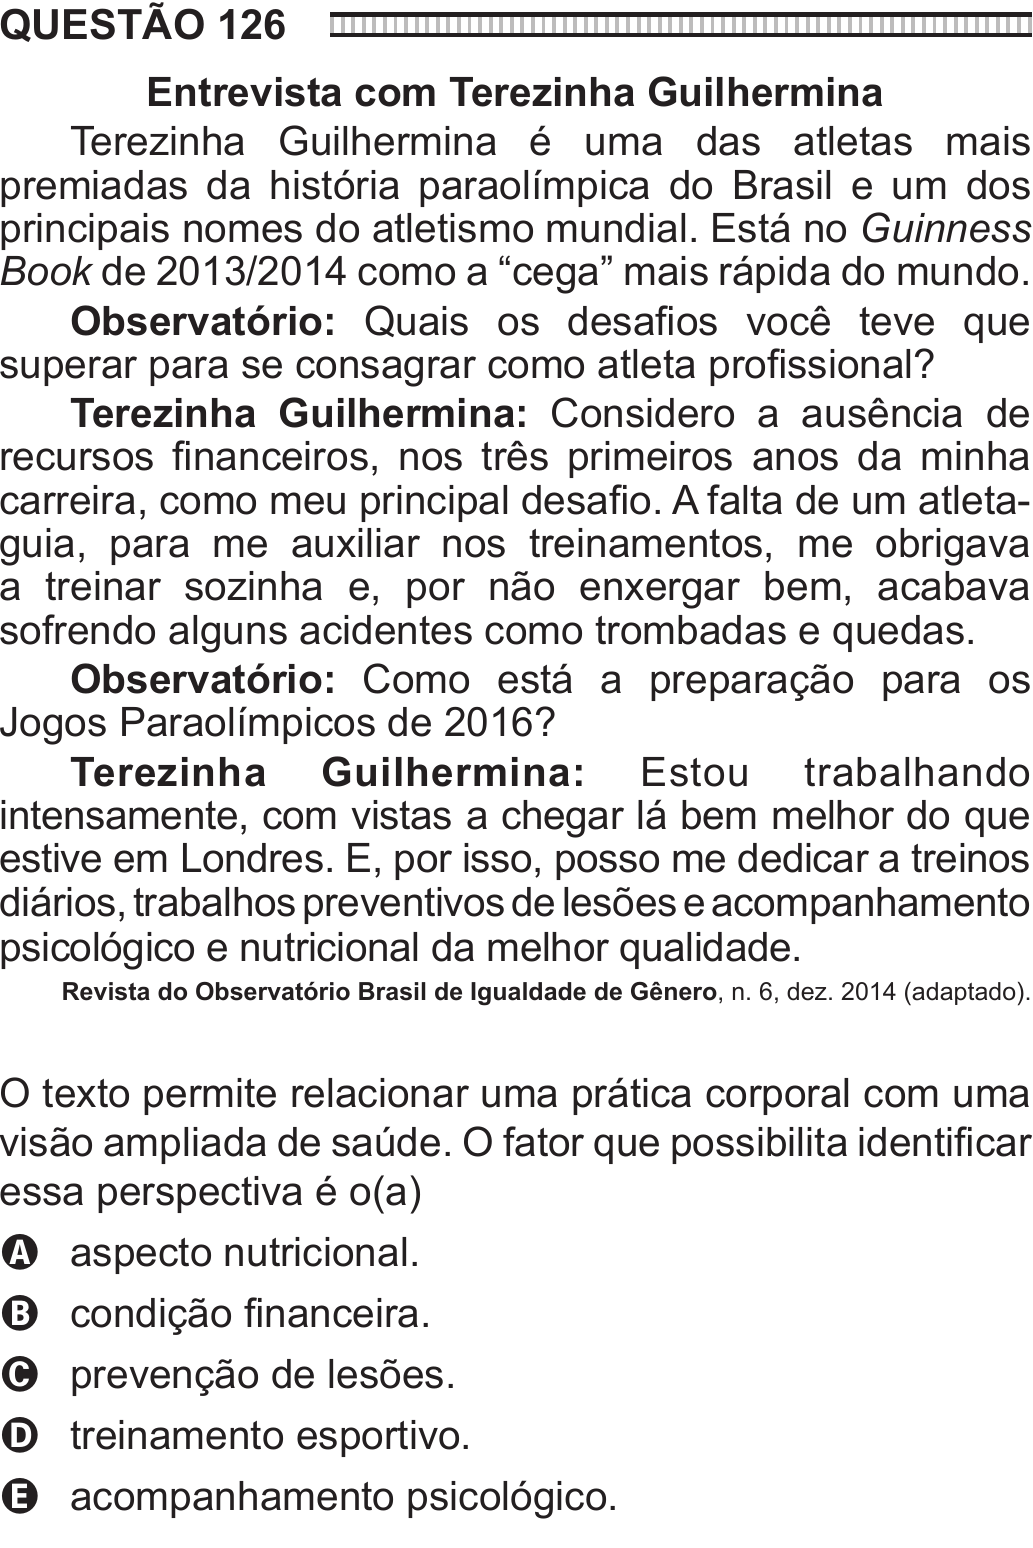 QUESTÃO 126
Entrevista com Terezinha Guilhermina
Terezinha Guilhermina é uma das atletas mais
premiadas da história paraolímpica do Brasil e um dos
principais nomes do atletismo mundial. Está no Guinness
Book de 2013/2014 como a “cega” mais rápida do mundo.
Observatório: Quais os desafios você teve que
superar para se consagrar como atleta profissional?
Terezinha Guilhermina: Considero a ausência de
recursos financeiros, nos três primeiros anos da minha
carreira, como meu principal desafio. A falta de um atleta-
guia, para me auxiliar nos treinamentos, me obrigava
a treinar sozinha e, por não enxergar bem, acabava
sofrendo alguns acidentes como trombadas e quedas.
Observatório: Como está a preparação para os
Jogos Paraolímpicos de 2016?
Terezinha Guilhermina: Estou trabalhando
intensamente, com vistas a chegar lá bem melhor do que
estive em Londres. E, por isso, posso me dedicar a treinos
diários, trabalhos preventivos de lesões e acompanhamento
psicológico e nutricional da melhor qualidade.
Revista do Observatório Brasil de Igualdade de Gênero, n. 6, dez. 2014 (adaptado).
O texto permite relacionar uma prática corporal com uma
visão ampliada de saúde. O fator que possibilita identificar
essa perspectiva é o(a)
A aspecto nutricional.
B condição financeira.
C prevenção de lesões.
D treinamento esportivo.
E acompanhamento psicológico.